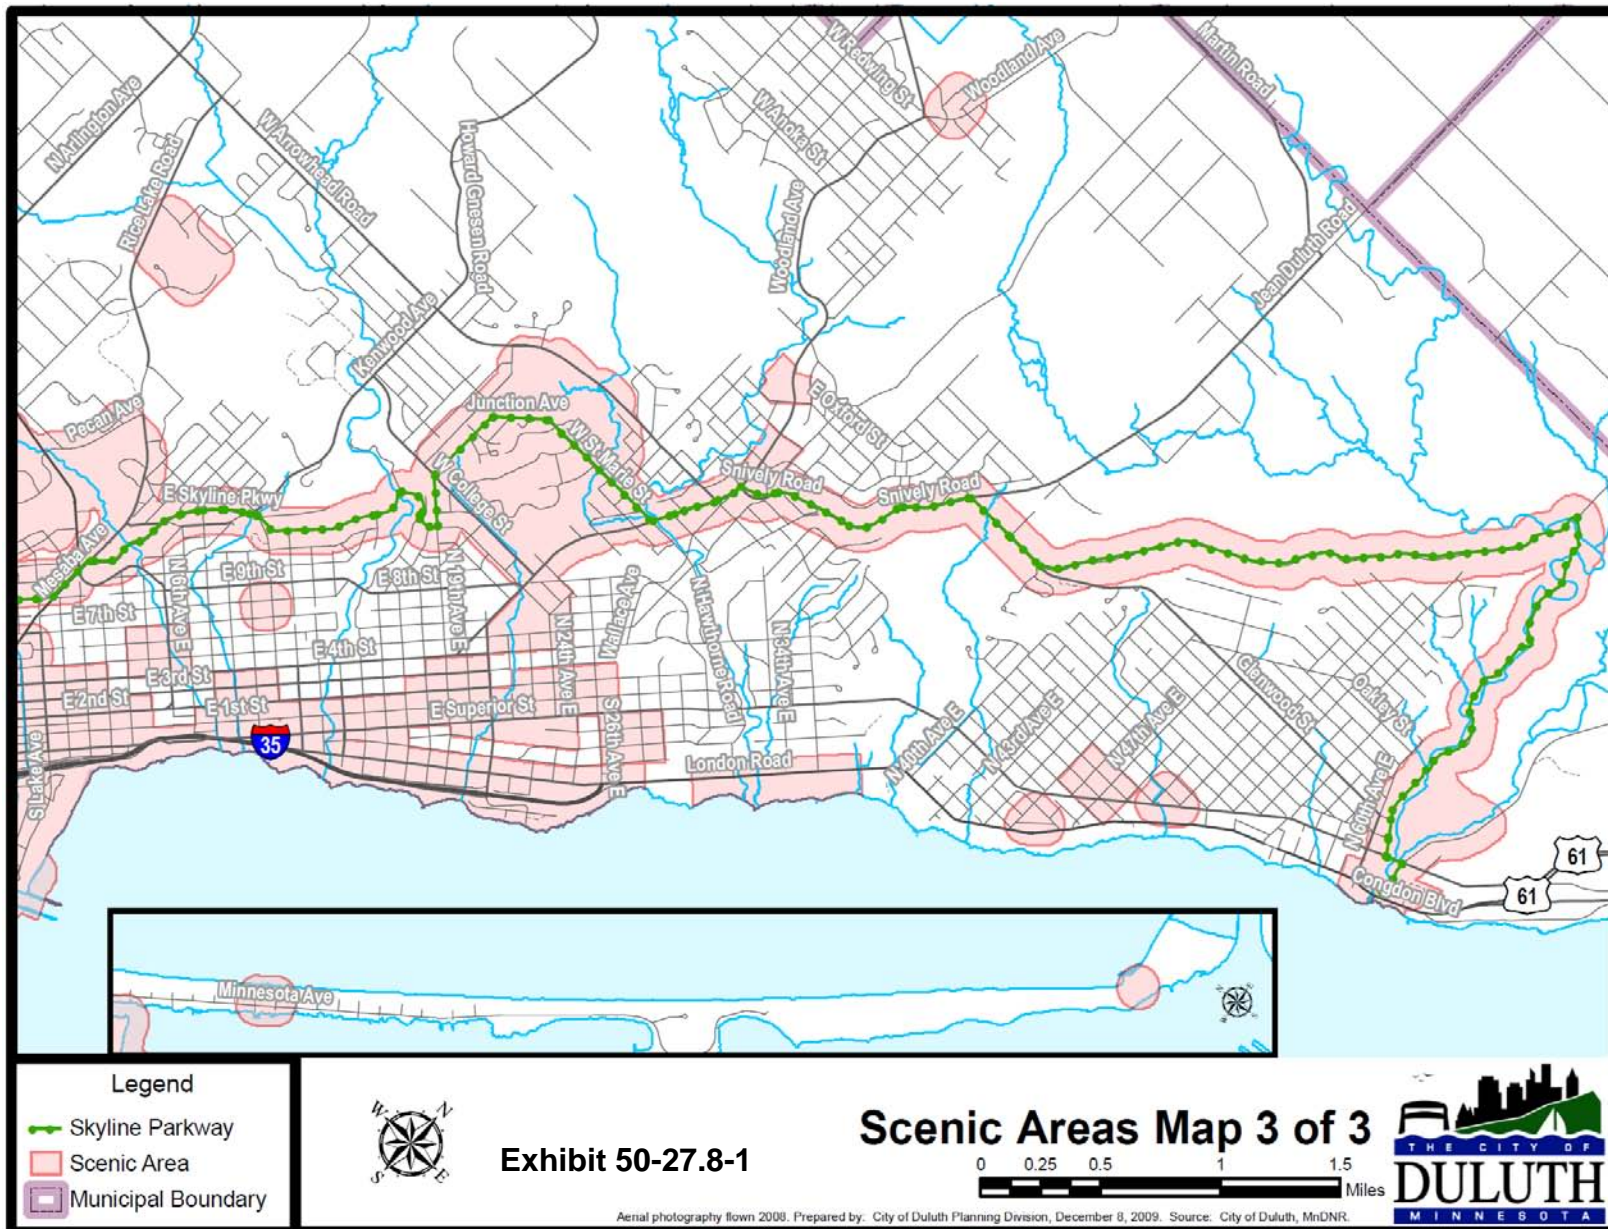 N Arlington Ave
Rice Lake Road
W Arrowhead Road
Howard Gnesen Road
Kenwood Ave
W Redwing St
Woodland Ave
W Anoka St
Woodland Ave
Martin Road
Jean Duluth Road
Pecan Ave
Junction Ave
W St Marie St
E Oxford St
E Skyline Pkwy
W College St
Snively Road
Snively Road
Mesaba Ave
E 9th St
E 8th St
N 6th Ave E
N 19th Ave E
E 7th St
E 4th St
N 24th Ave E
Wallace Ave
N Hawthorne Road
N 34th Ave E
E 3rd St
E 2nd St
E 1st St
E Superior St
S 26th Ave E
London Road
N 40th Ave E
N 43rd Ave E
N 47th Ave E
Glenwood St
Oakley St
N 60th Ave E
Congdon Blvd
S Lake Ave
35
61
61
Minnesota Ave
N
E
S
W
Legend
Skyline Parkway
Scenic Area
Municipal Boundary
W
N
S
E
Exhibit 50-27.8-1
Scenic Areas Map 3 of 3
0 0.25 0.5 1 1.5
Miles
THE CITY OF
DULUTH
MINNESOTA
Aerial photography flown 2008. Prepared by: City of Duluth Planning Division, December 8, 2009. Source: City of Duluth, MnDNR.